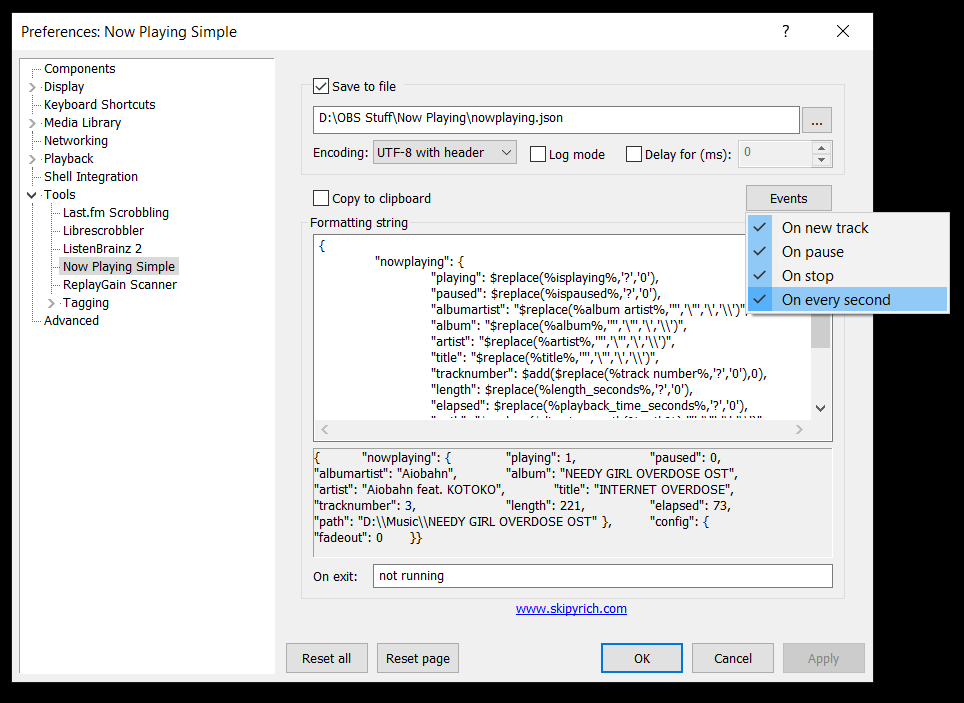 Preferences: Now Playing Simple
?
Components
Display
Keyboard Shortcuts
Media Library
Networking
Playback
Shell Integration
Tools
Last.fm Scrobbling
Librescrobbler
ListenBrainz 2
Now Playing Simple
ReplayGain Scanner
Tagging
Advanced
Save to file
D:\OBS Stuff\Now Playing\nowplaying.json
...
Encoding: UTF-8 with header Log mode Delay for (ms): 0
Copy to clipboard
Events
On new track
On pause
On stop
On every second
Formatting string
{
"nowplaying": {
"playing": $replace(%isplaying%,'?','0'),
"paused": $replace(%ispaused%,'?','0'),
"albumartist": "$replace(%album artist%,'"','\"','\','\\')"
"album": "$replace(%album%,'"','\"','\','\\')",
"artist": "$replace(%artist%,'"','\"','\','\\')",
"title": "$replace(%title%,'"','\"','\','\\')",
"tracknumber": $add($replace(%track number%,'?','0'),0),
"length": $replace(%length_seconds%,'?','0'),
"elapsed": $replace(%playback_time_seconds%,'?','0'),
{ "nowplaying": { "playing": 1, "paused": 0,
"albumartist": "Aiobahn", "album": "NEEDY GIRL OVERDOSE OST",
"artist": "Aiobahn feat. KOTOKO", "title": "INTERNET OVERDOSE",
"tracknumber": 3, "length": 221, "elapsed": 73,
"path": "D:\\Music\\NEEDY GIRL OVERDOSE OST" }, "config": {
"fadeout": 0 }}
On exit: not running
www.skipyrich.com
Reset all
Reset page
OK
Cancel
Apply